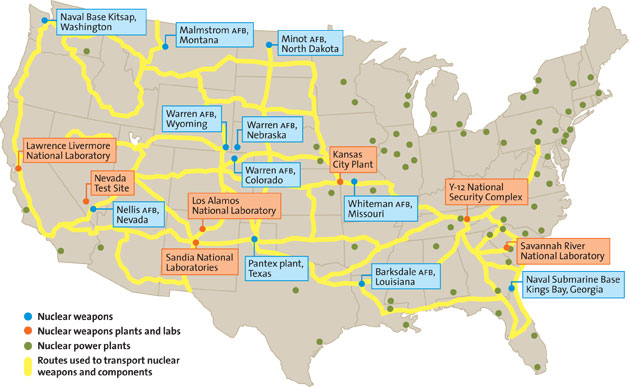 Naval Base Kitsap,
Washington
Malmstrom AFB,
Montana
Minot AFB,
North Dakota
Warren AFB,
Wyoming
Warren AFB,
Nebraska
Warren AFB,
Colorado
Lawrence Livermore
National Laboratory
Nevada
Test Site
Nellis AFB,
Nevada
Los Alamos
National Laboratory
Sandia National
Laboratories
Pantex plant,
Texas
Kansas
City Plant
Whiteman AFB,
Missouri
Y-12 National
Security Complex
Savannah River
National Laboratory
Barksdale AFB,
Louisiana
Naval Submarine Base
Kings Bay, Georgia
Nuclear weapons
Nuclear weapons plants and labs
Nuclear power plants
Routes used to transport nuclear
weapons and components